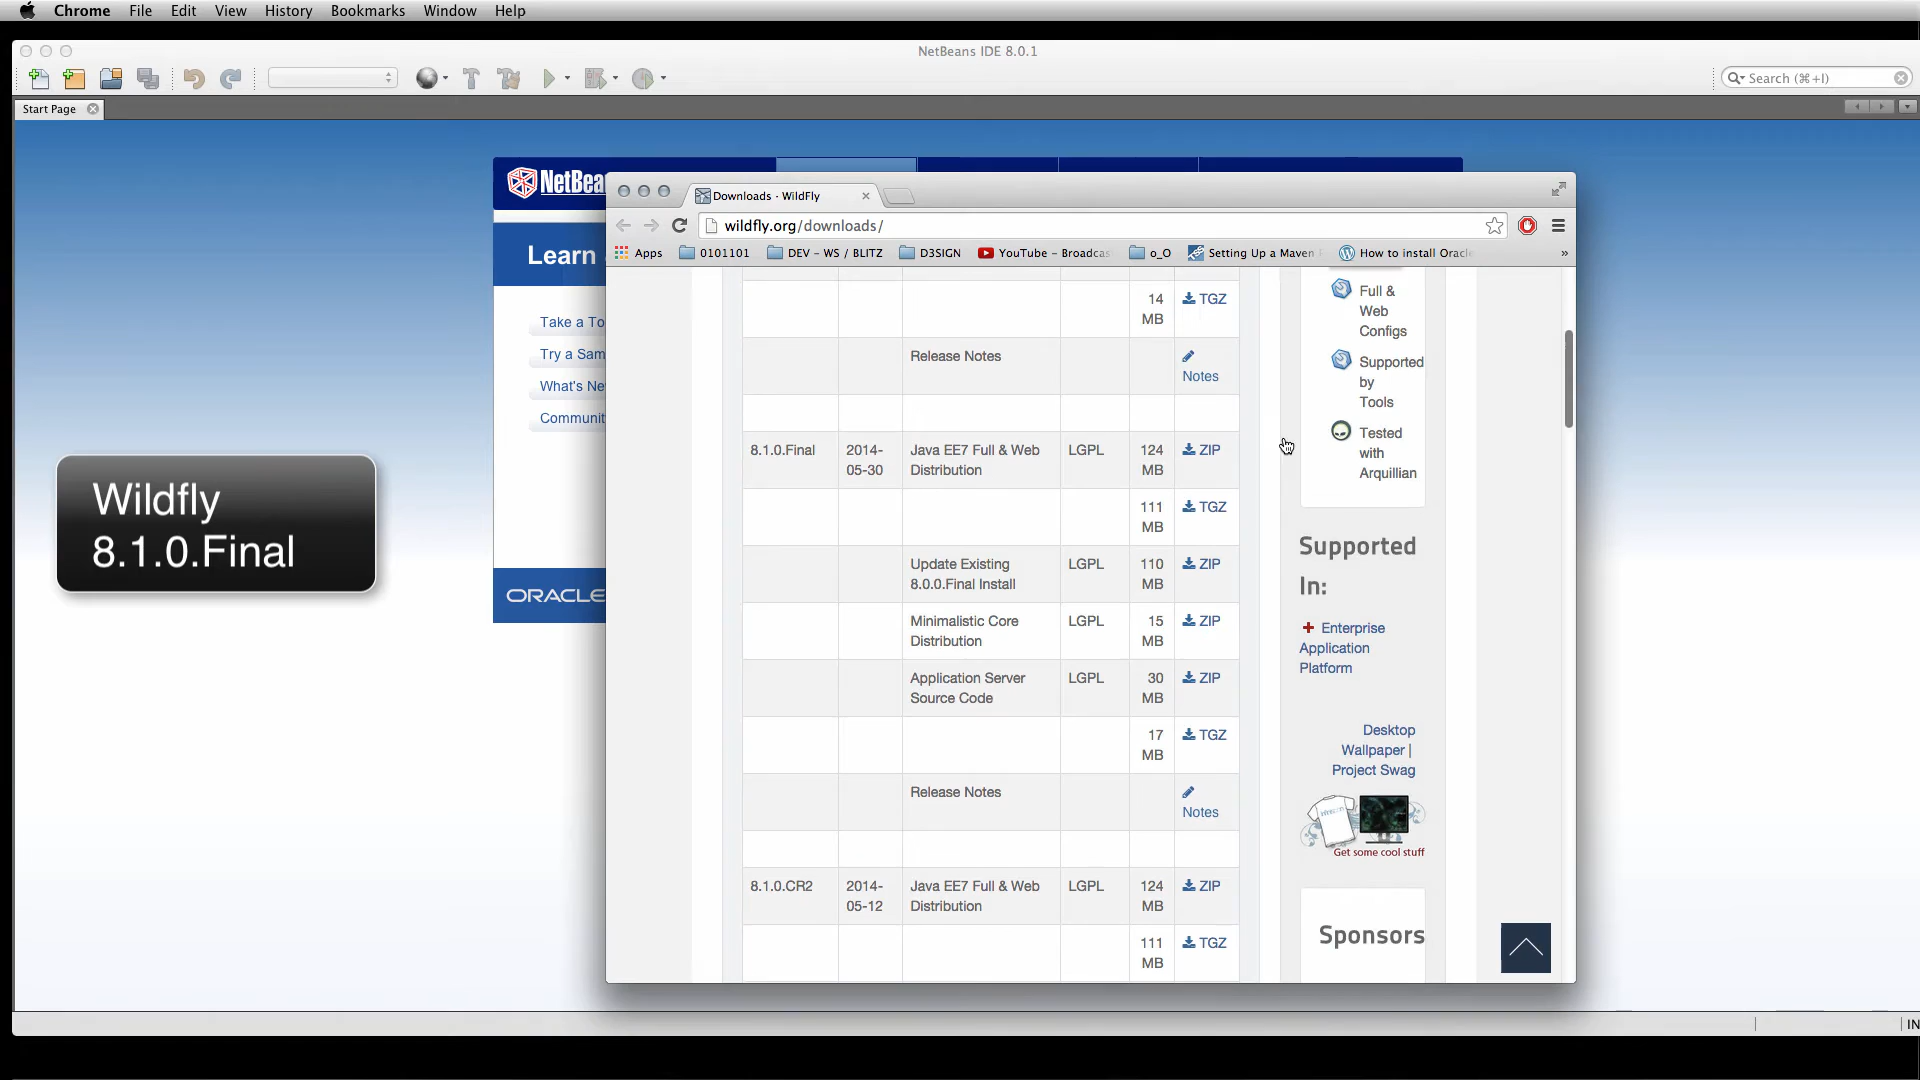 Chrome File Edit View History Bookmarks Window Help
NetBeans IDE 8.0.1
Search (⌘+I)
Start Page
NetBea
Downloads - WildFly
wildfly.org/downloads/
Apps 0101101 DEV - WS / BLITZ D3SIGN YouTube - Broadcas o_O Setting Up a Maven How to install Oracle »
Learn
Take a To
Try a Sam
What's Ne
Communit
ORACLE
Wildfly
8.1.0.Final
14 MB TGZ
Release Notes Notes
8.1.0.Final 2014-05-30 Java EE7 Full & Web Distribution LGPL 124 MB ZIP
111 MB TGZ
Update Existing 8.0.0.Final Install LGPL 110 MB ZIP
Minimalistic Core Distribution LGPL 15 MB ZIP
Application Server Source Code LGPL 30 MB ZIP
17 MB TGZ
Release Notes Notes
8.1.0.CR2 2014-05-12 Java EE7 Full & Web Distribution LGPL 124 MB ZIP
111 MB TGZ
Full &
Web
Configs
Supported
by
Tools
Tested
with
Arquillian
Supported
In:
Enterprise
Application
Platform
Desktop
Wallpaper |
Project Swag
Get some cool stuff
Sponsors
IN